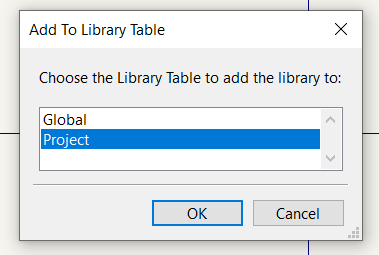 Add To Library Table
Choose the Library Table to add the library to:
Global
Project
OK
Cancel